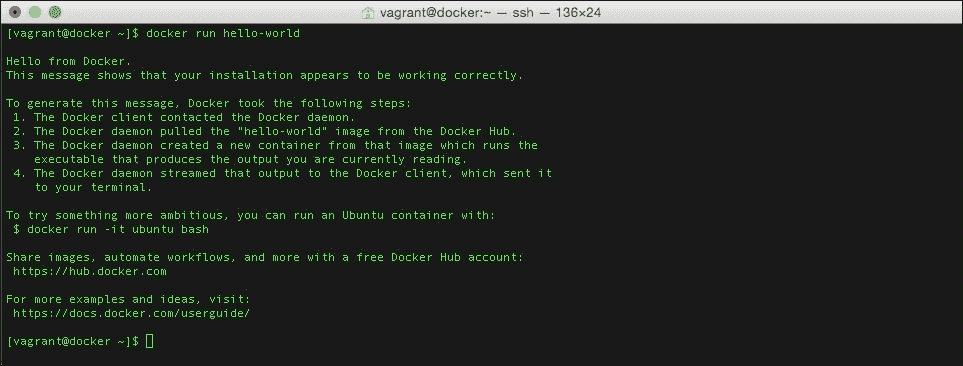 vagrant@docker:~ — ssh — 136×24
[vagrant@docker ~]$ docker run hello-world
Hello from Docker.
This message shows that your installation appears to be working correctly.
To generate this message, Docker took the following steps:
1. The Docker client contacted the Docker daemon.
2. The Docker daemon pulled the "hello-world" image from the Docker Hub.
3. The Docker daemon created a new container from that image which runs the
executable that produces the output you are currently reading.
4. The Docker daemon streamed that output to the Docker client, which sent it
to your terminal.
To try something more ambitious, you can run an Ubuntu container with:
$ docker run -it ubuntu bash
Share images, automate workflows, and more with a free Docker Hub account:
https://hub.docker.com
For more examples and ideas, visit:
https://docs.docker.com/userguide/
[vagrant@docker ~]$